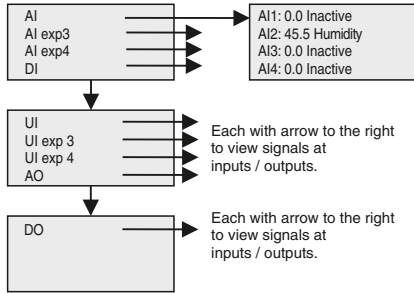 AI
AI exp3
AI exp4
DI
AI1: 0.0 Inactive
AI2: 45.5 Humidity
AI3: 0.0 Inactive
AI4: 0.0 Inactive
UI
UI exp 3
UI exp 4
AO
Each with arrow to the right
to view signals at
inputs / outputs.
DO
Each with arrow to the right
to view signals at
inputs / outputs.